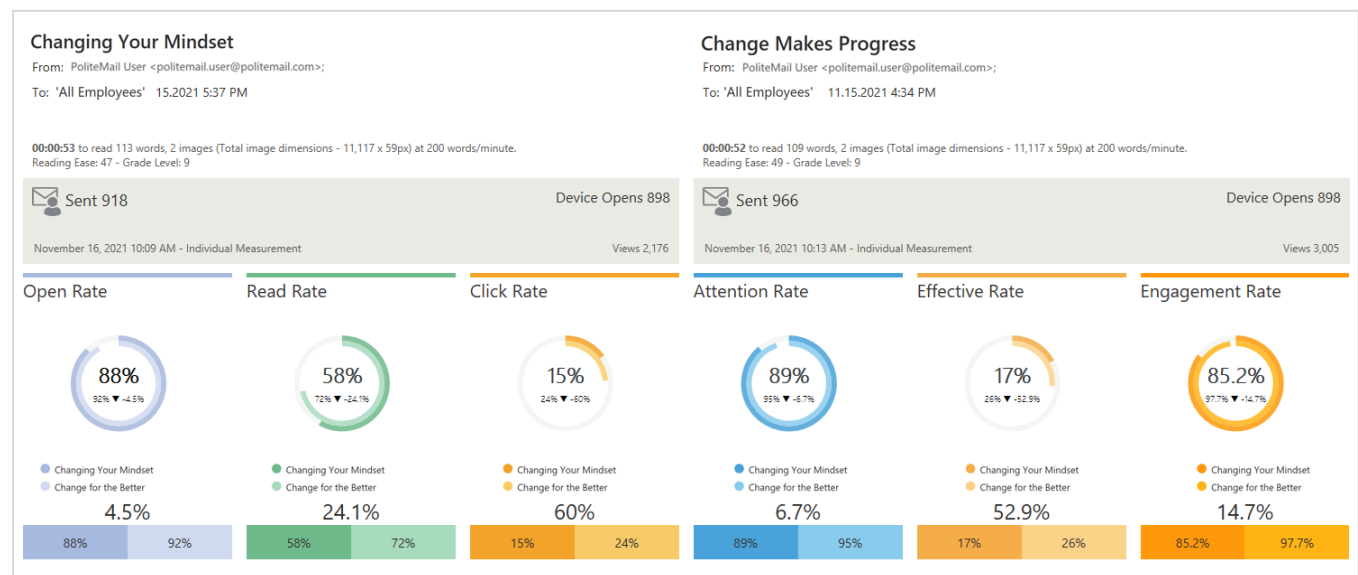 Changing Your Mindset
From: PoliteMail User <politemail.user@politemail.com>;
To: 'All Employees' 15.2021 5:37 PM
00:00:53 to read 113 words, 2 images (Total image dimensions - 11,117 x 59px) at 200 words/minute.
Reading Ease: 47 - Grade Level: 9
Sent 918
Device Opens 898
November 16, 2021 10:09 AM - Individual Measurement
Views 2,176
Change Makes Progress
From: PoliteMail User <politemail.user@politemail.com>;
To: 'All Employees' 11.15.2021 4:34 PM
00:00:52 to read 109 words, 2 images (Total image dimensions - 11,117 x 59px) at 200 words/minute.
Reading Ease: 49 - Grade Level: 9
Sent 966
Device Opens 898
November 16, 2021 10:13 AM - Individual Measurement
Views 3,005
Open Rate
88%
92% ▼ -4.5%
Changing Your Mindset
Change for the Better
4.5%
88% 92%
Read Rate
58%
72% ▼ -24.1%
Changing Your Mindset
Change for the Better
24.1%
58% 72%
Click Rate
15%
24% ▼ -60%
Changing Your Mindset
Change for the Better
60%
15% 24%
Attention Rate
89%
95% ▼ -6.7%
Changing Your Mindset
Change for the Better
6.7%
89% 95%
Effective Rate
17%
26% ▼ -52.9%
Changing Your Mindset
Change for the Better
52.9%
17% 26%
Engagement Rate
85.2%
97.7% ▼ -14.7%
Changing Your Mindset
Change for the Better
14.7%
85.2% 97.7%